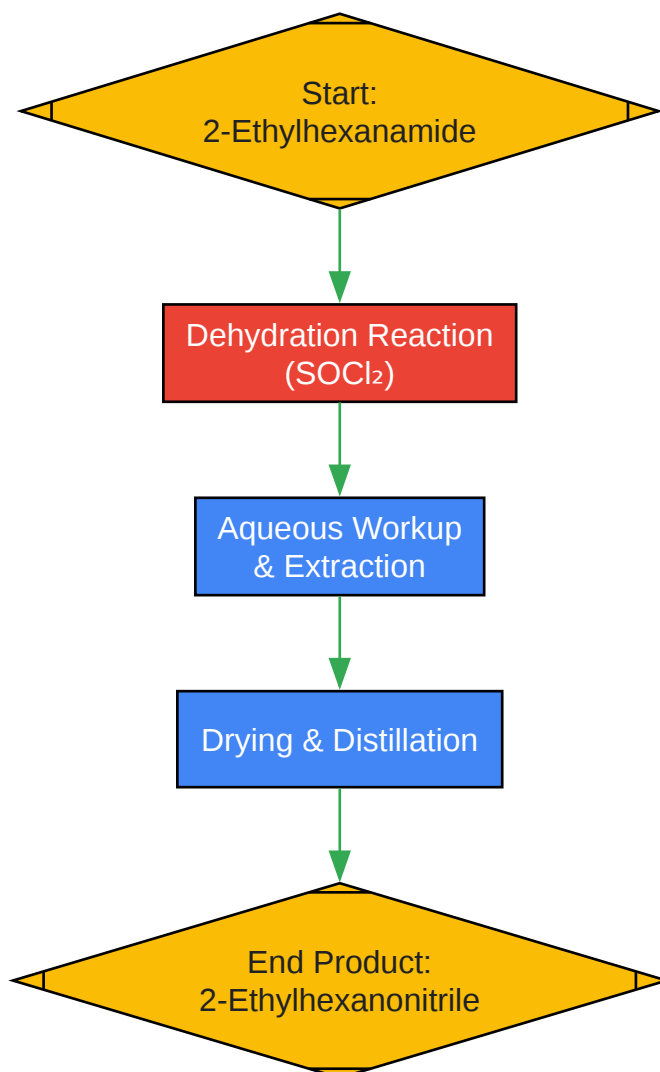 Start:
2-Ethylhexanamide
Dehydration Reaction
(SOCl₂)
Aqueous Workup
& Extraction
Drying & Distillation
End Product:
2-Ethylhexanonitrile